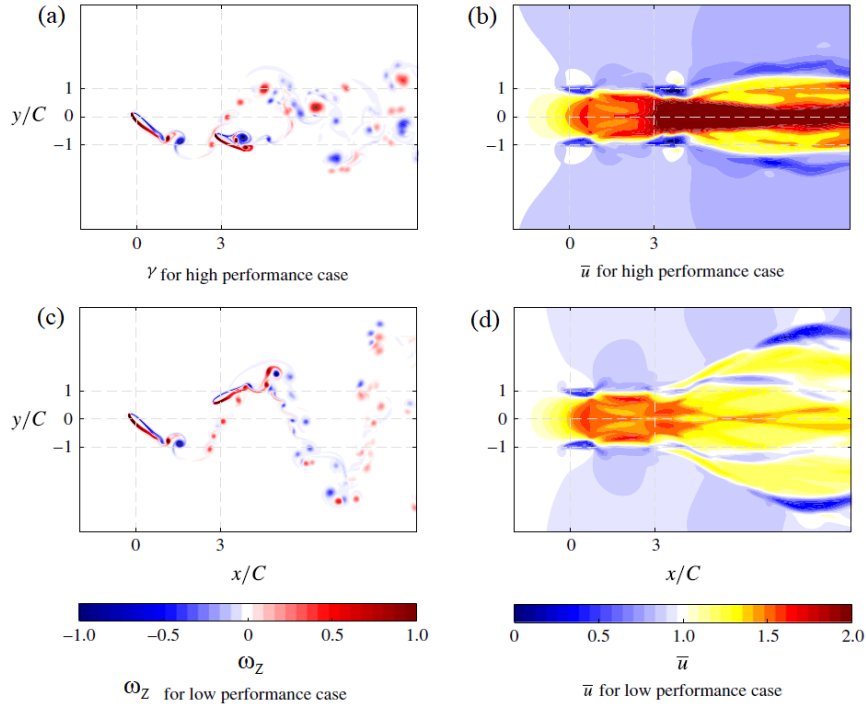 (a)
(b)
y/C
1
0
−1
1
0
−1
0
3
0
3
γ for high performance case
u̅ for high performance case
(c)
(d)
y/C
1
0
−1
1
0
−1
0
3
0
3
x/C
x/C
−1.0
−0.5
0
0.5
1.0
0
0.5
1.0
1.5
2.0
ω_Z
u̅
ω_Z for low performance case
u̅ for low performance case